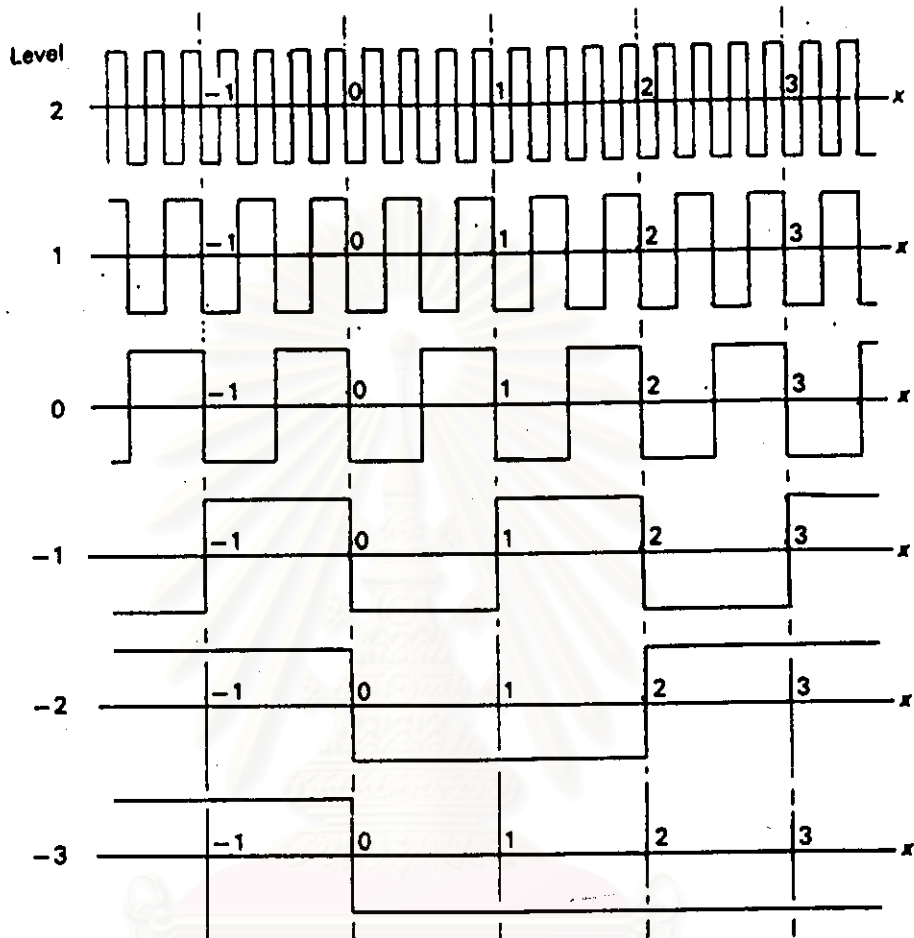 Level
2 −1 0 1 2 3 x
1 −1 0 1 2 3 x
0 −1 0 1 2 3 x
−1 −1 0 1 2 3 x
−2 −1 0 1 2 3 x
−3 −1 0 1 2 3 x